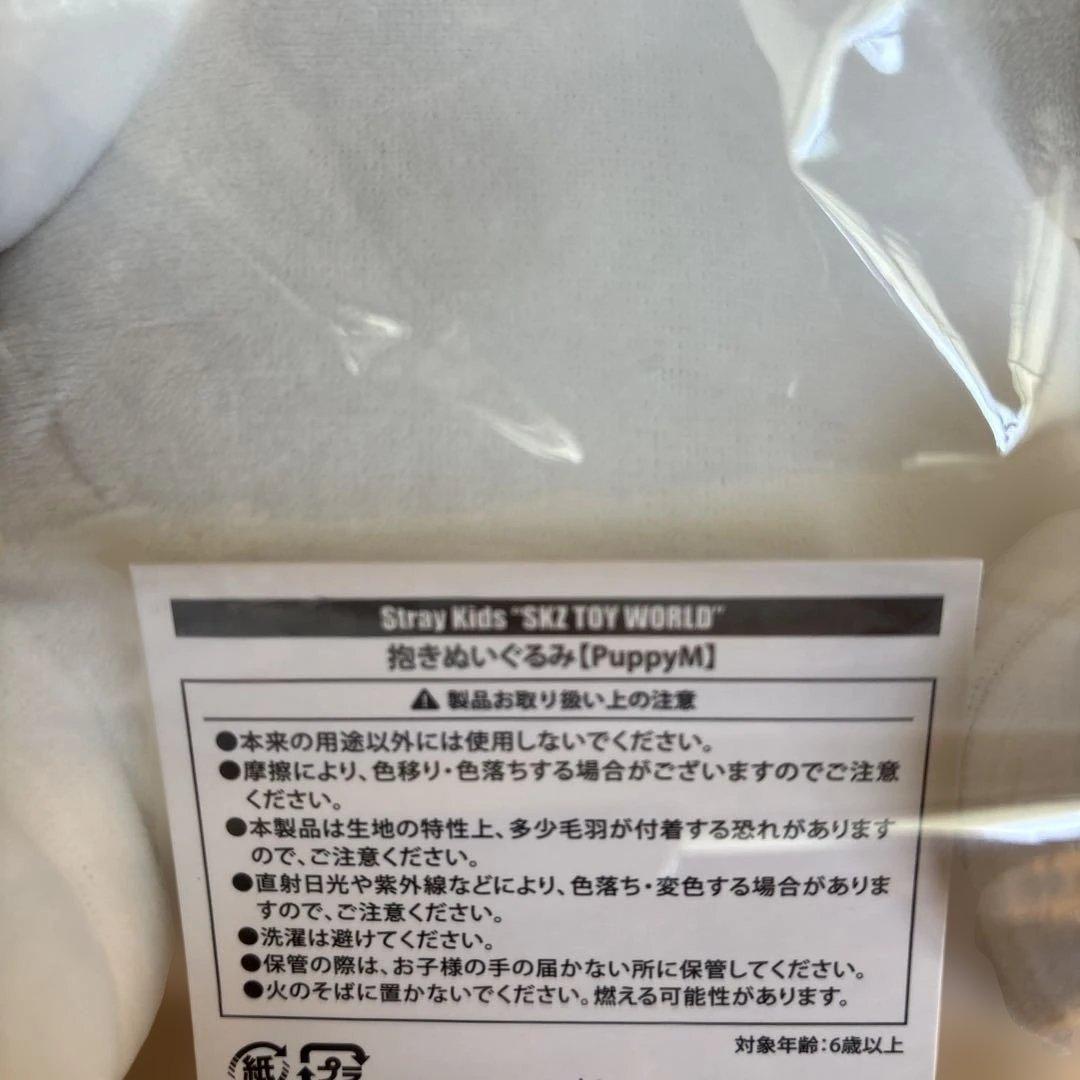 Stray Kids "SKZ TOY WORLD"
抱きぬいぐるみ【PuppyM】
製品お取り扱い上の注意
●本来の用途以外には使用しないでください。
●摩擦により、色移り・色落ちする場合がございますのでご注意
ください。
●本製品は生地の特性上、多少毛羽が付着する恐れがあります
ので、ご注意ください。
●直射日光や紫外線などにより、色落ち・変色する場合がありま
すので、ご注意ください。
●洗濯は避けてください。
●保管の際は、お子様の手の届かない所に保管してください。
●火のそばに置かないでください。燃える可能性があります。
対象年齢：6歳以上
紙 プラ